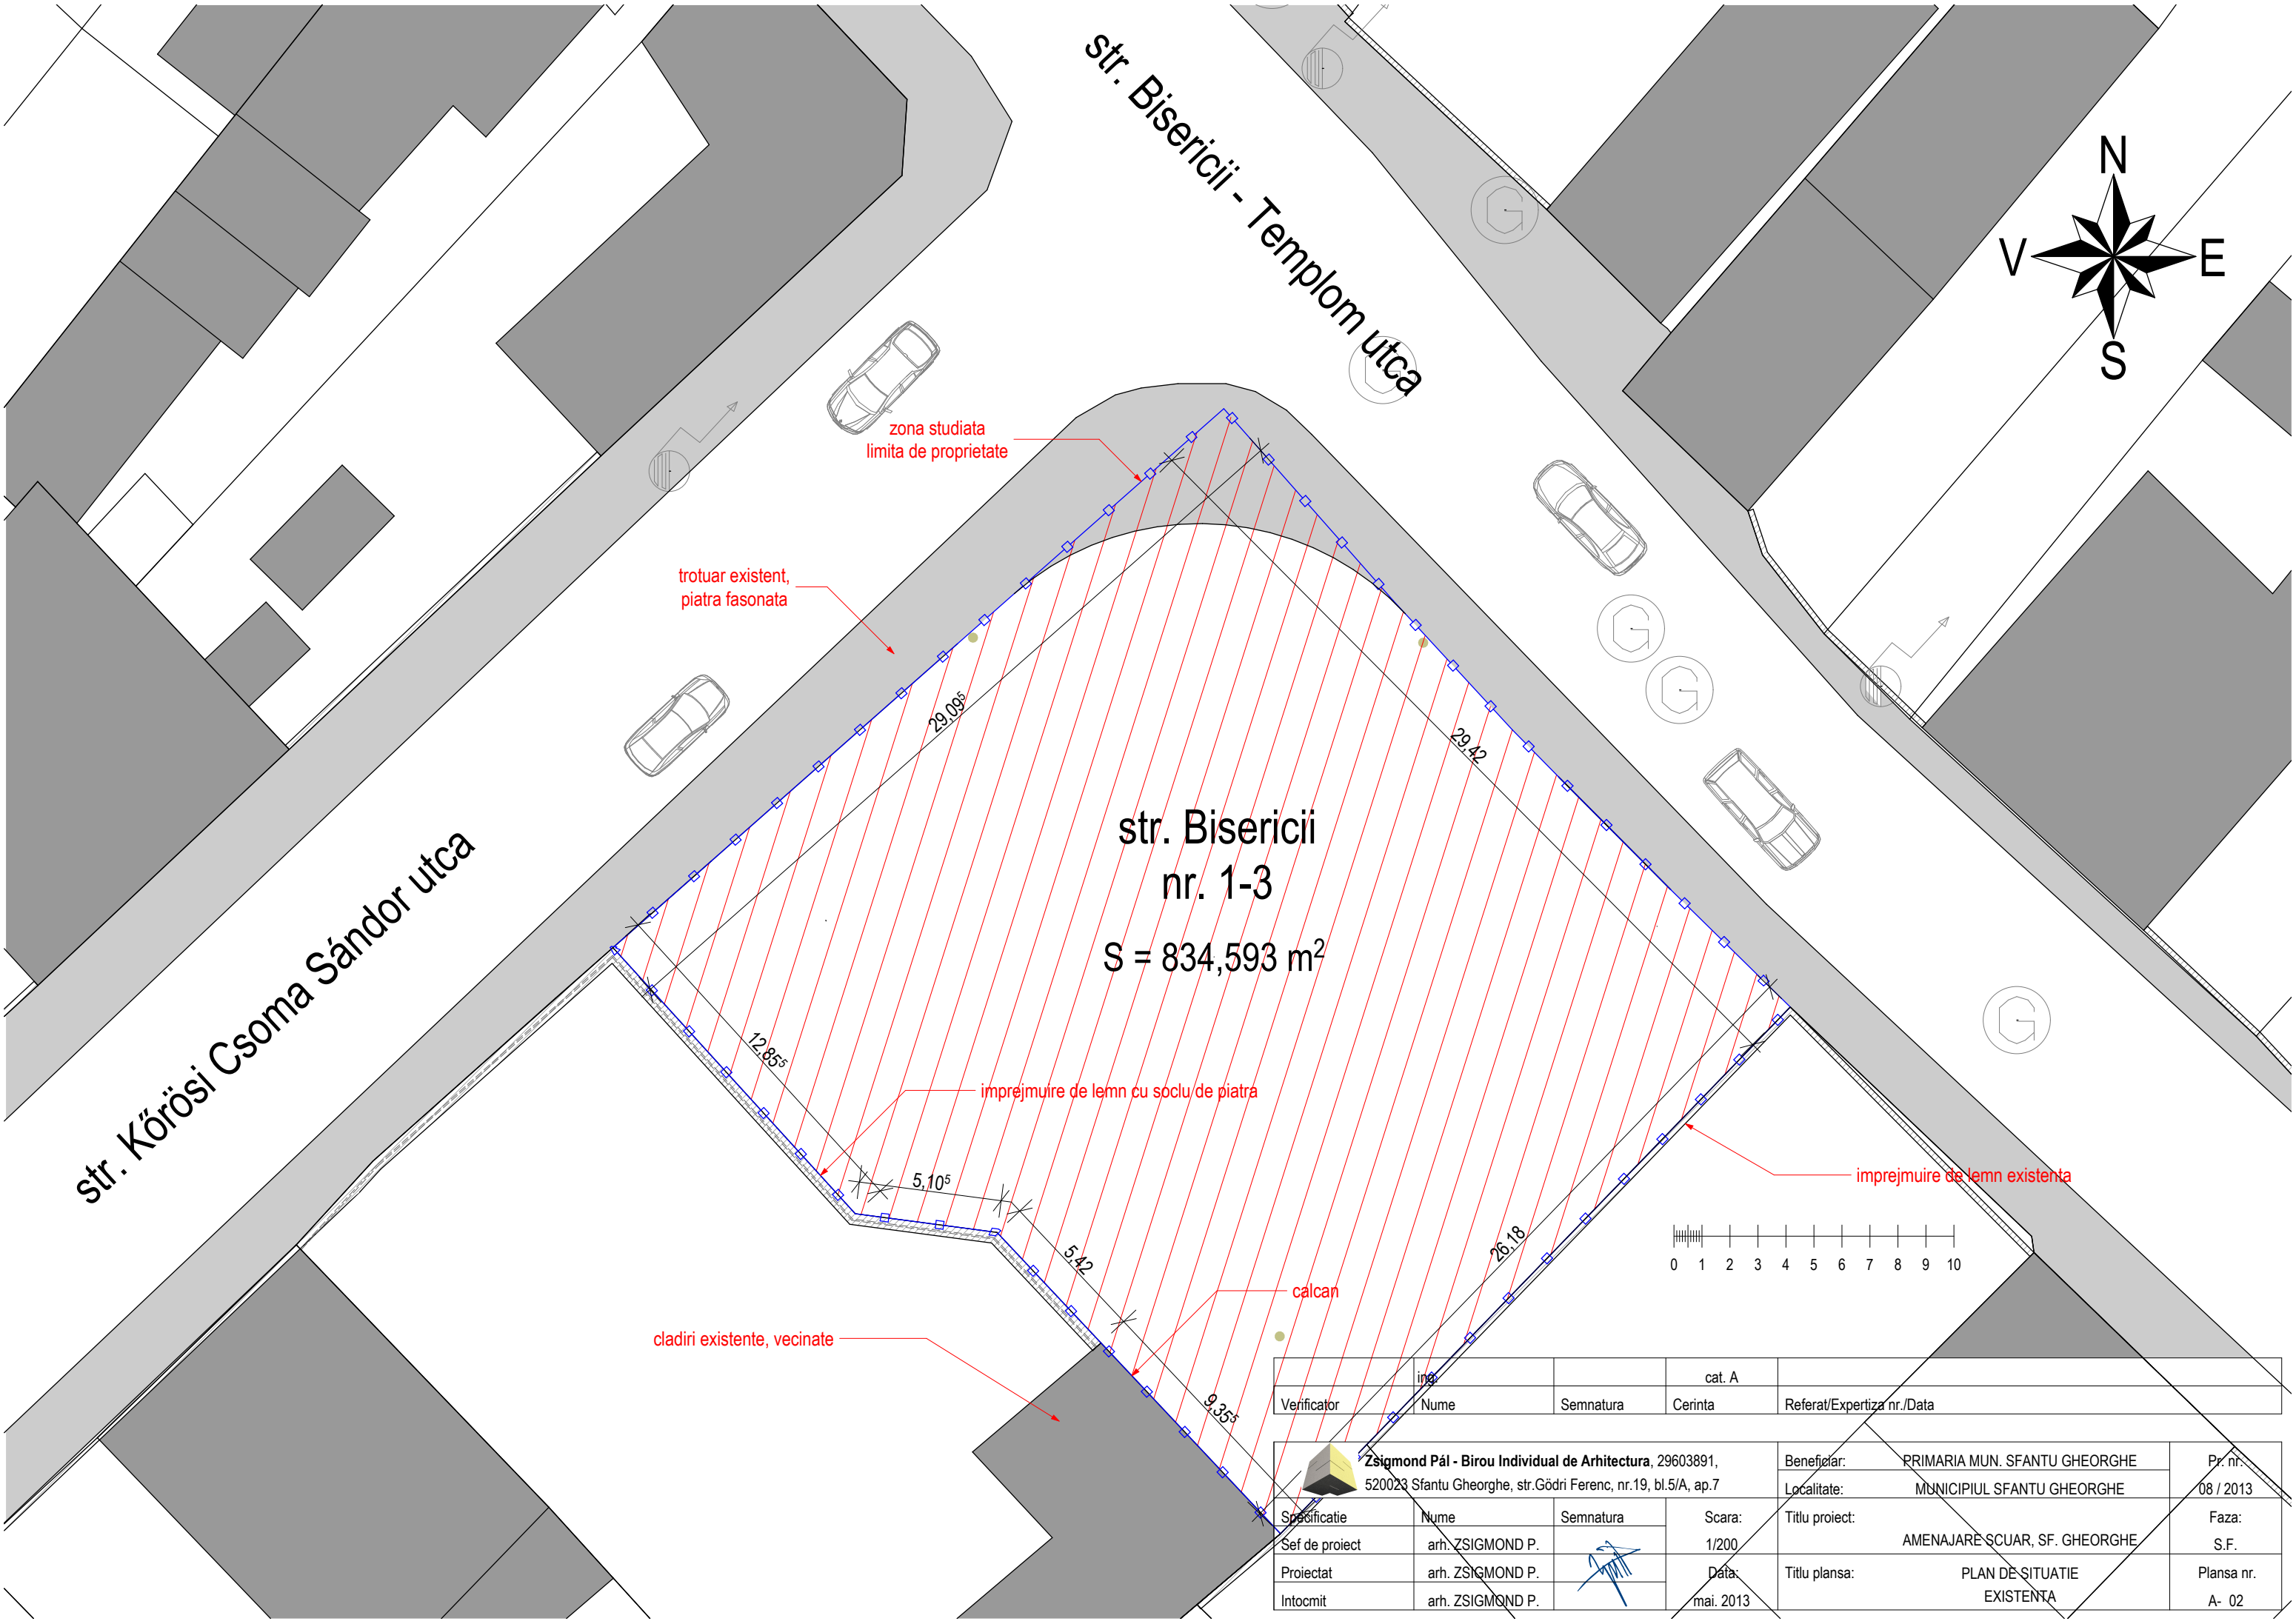 str. Bisericii - Templom utca
N
V
E
S
zona studiata
limita de proprietate
trotuar existent,
piatra fasonata
29,09⁵
29,42
str. Bisericii
nr. 1-3
S = 834,593 m²
str. Kőrösi Csoma Sándor utca
12,85⁵
imprejmuire de lemn cu soclu de piatra
5,10⁵
imprejmuire de lemn existenta
5,42
26,18
0 1 2 3 4 5 6 7 8 9 10
calcan
cladiri existente, vecinate
9,35⁵
G
G
G
G
G
ing. cat. A
Verificator Nume Semnatura Cerinta Referat/Expertiza nr./Data
Zsigmond Pál - Birou Individual de Arhitectura, 29603891,
520023 Sfantu Gheorghe, str.Gödri Ferenc, nr.19, bl.5/A, ap.7
Beneficiar: PRIMARIA MUN. SFANTU GHEORGHE Pr. nr.
Localitate: MUNICIPIUL SFANTU GHEORGHE 08 / 2013
Specificatie Nume Semnatura Scara: Titlu proiect: Faza:
Sef de proiect arh. ZSIGMOND P. 1/200 AMENAJARE SCUAR, SF. GHEORGHE S.F.
Proiectat arh. ZSIGMOND P. Data: Titlu plansa: PLAN DE SITUATIE Plansa nr.
Intocmit arh. ZSIGMOND P. mai. 2013 EXISTENTA A- 02